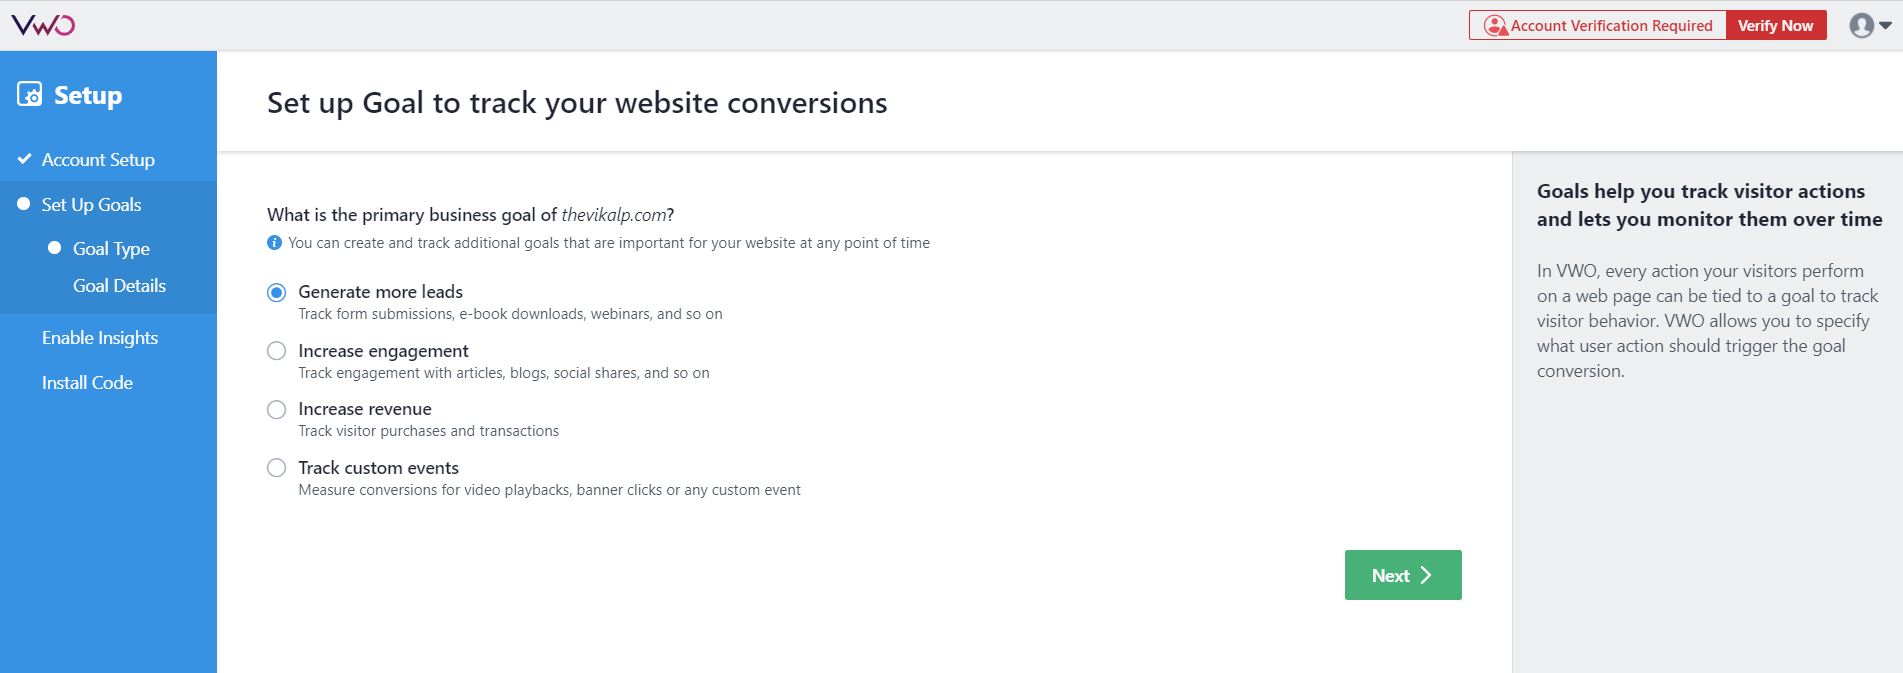 VWO
Account Verification Required
Verify Now
Setup
Account Setup
Set Up Goals
Goal Type
Goal Details
Enable Insights
Install Code
Set up Goal to track your website conversions
What is the primary business goal of thevikalp.com?
You can create and track additional goals that are important for your website at any point of time
Generate more leads
Track form submissions, e-book downloads, webinars, and so on
Increase engagement
Track engagement with articles, blogs, social shares, and so on
Increase revenue
Track visitor purchases and transactions
Track custom events
Measure conversions for video playbacks, banner clicks or any custom event
Next
Goals help you track visitor actions
and lets you monitor them over time
In VWO, every action your visitors perform
on a web page can be tied to a goal to track
visitor behavior. VWO allows you to specify
what user action should trigger the goal
conversion.